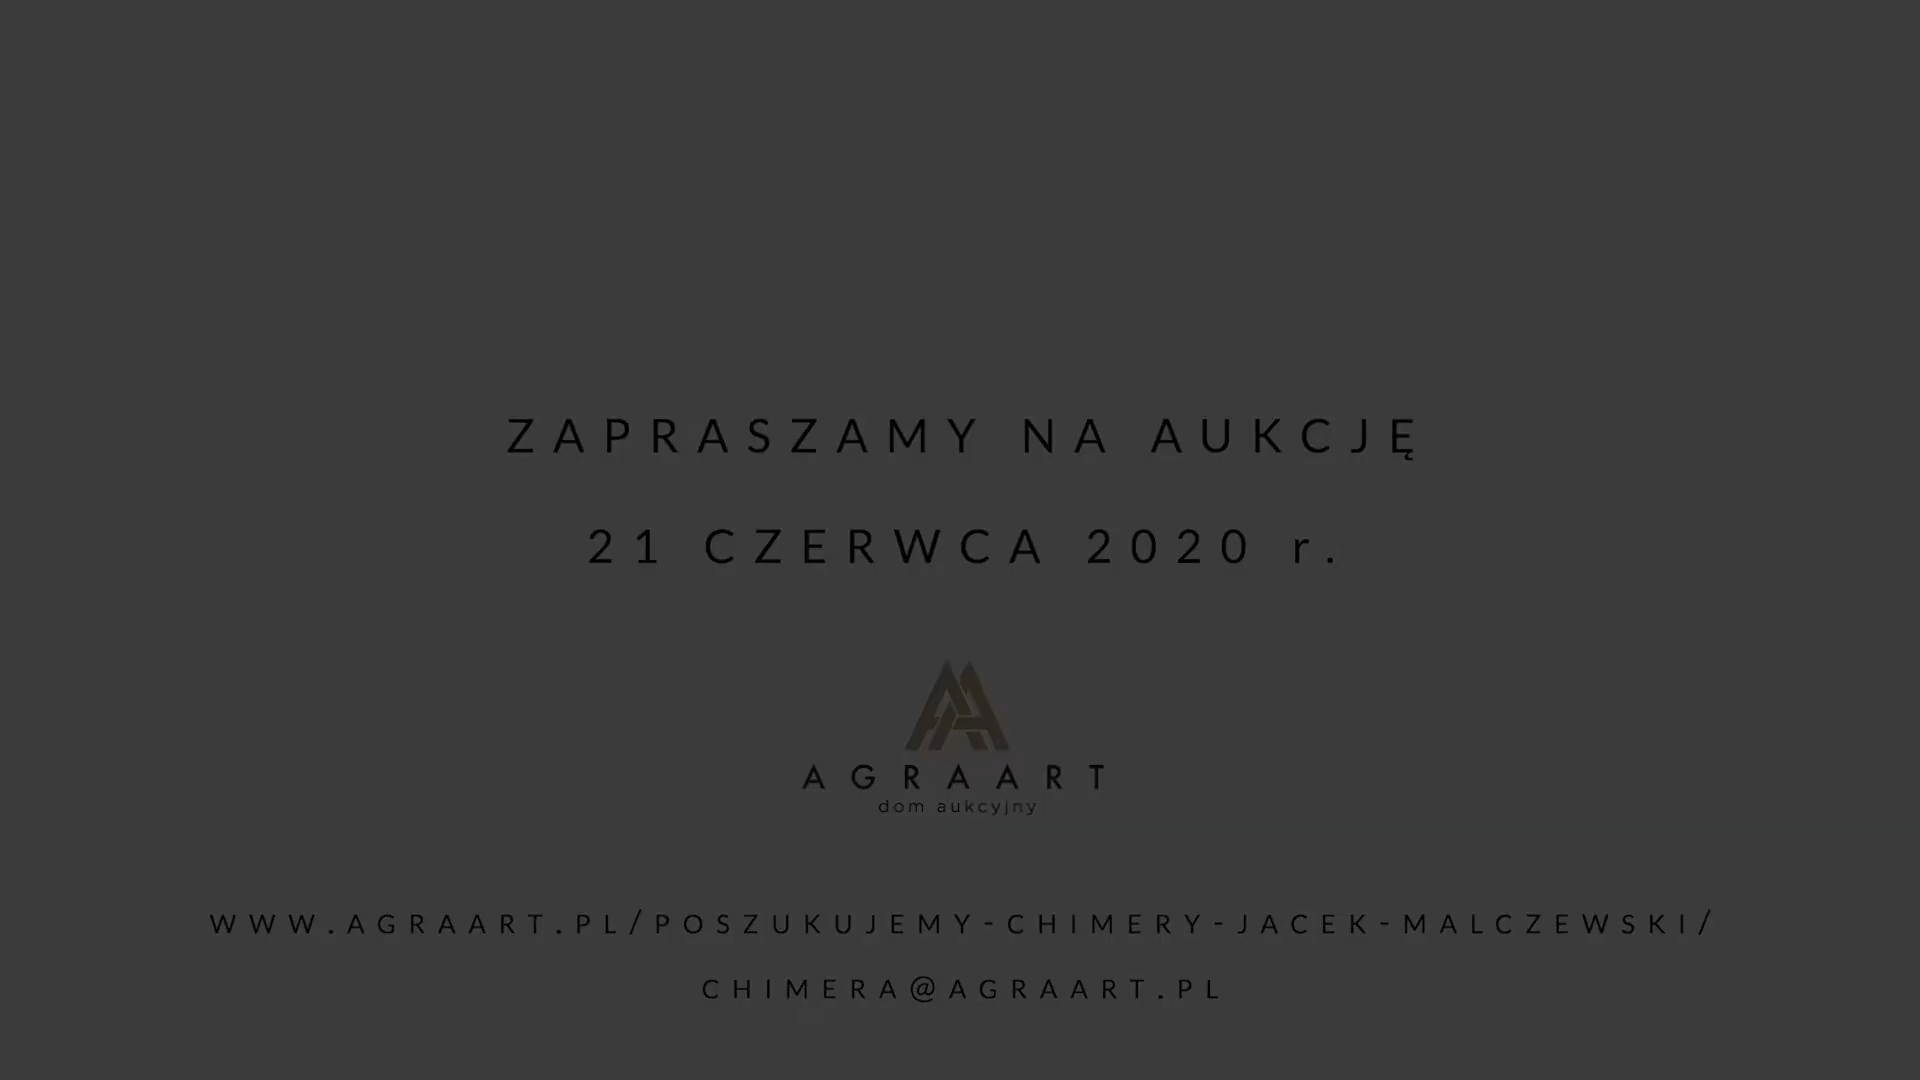 ZAPRASZAMY NA AUKCJĘ
21 CZERWCA 2020 r.
AGRAART
dom aukcyjny
WWW.AGRAART.PL/POSZUKUJEMY-CHIMERY-JACEK-MALCZEWSKI/
CHIMERA@AGRAART.PL